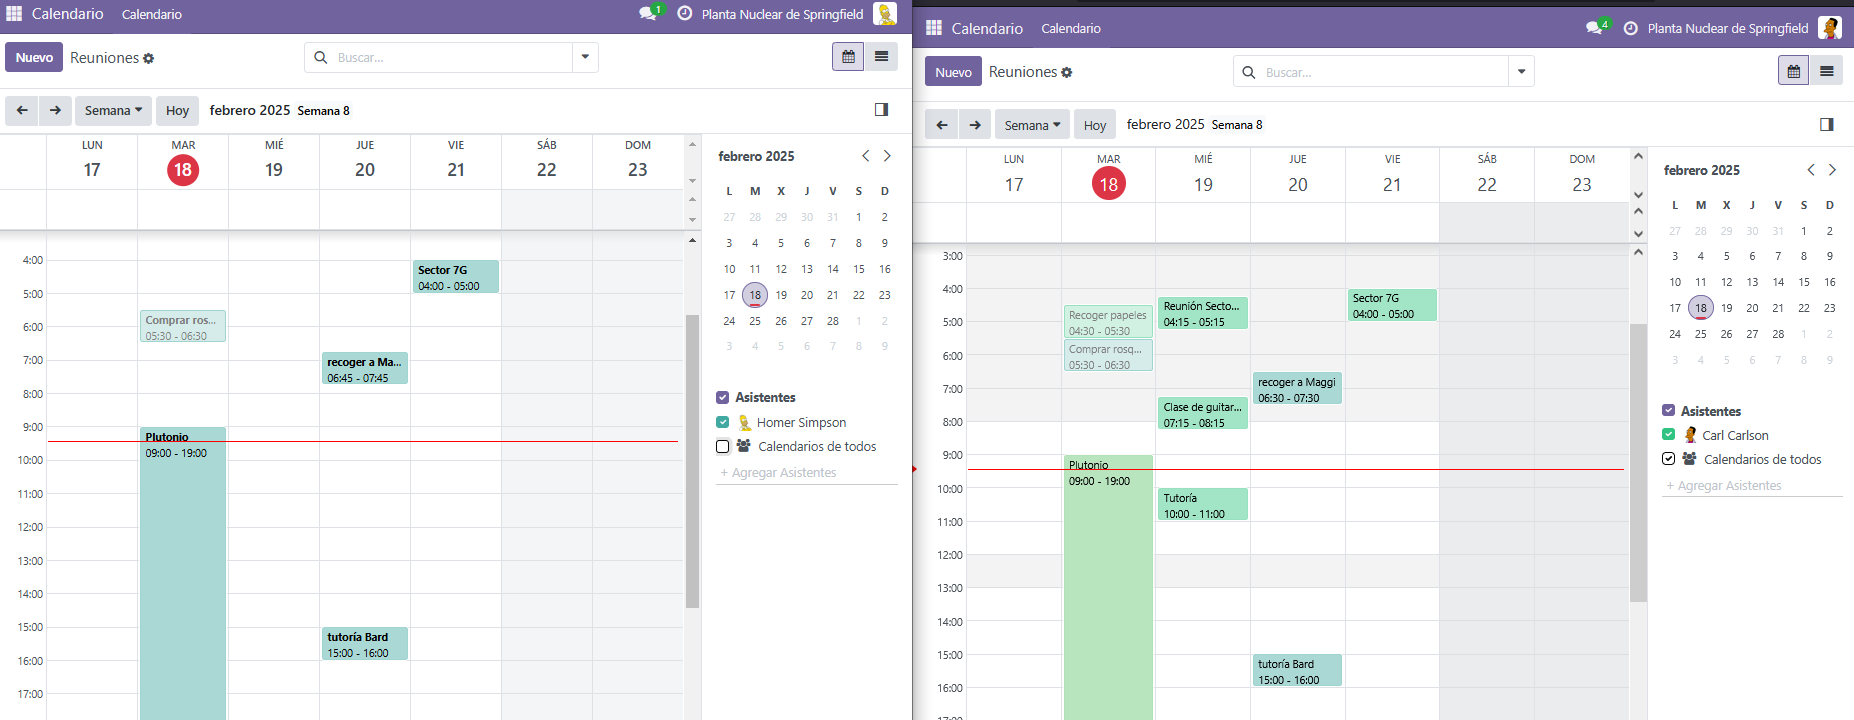 Calendario
Calendario
1
Planta Nuclear de Springfield
Nuevo
Reuniones
Buscar...
Semana
Hoy
febrero 2025 Semana 8
LUN MAR MIÉ JUE VIE SÁB DOM
17 18 19 20 21 22 23
4:00
5:00
6:00
7:00
8:00
9:00
10:00
11:00
12:00
13:00
14:00
15:00
16:00
17:00
Comprar ros...
05:30 - 06:30
Plutonio
09:00 - 19:00
recoger a Ma...
06:45 - 07:45
tutoría Bard
15:00 - 16:00
Sector 7G
04:00 - 05:00
febrero 2025
L M X J V S D
27 28 29 30 31 1 2
3 4 5 6 7 8 9
10 11 12 13 14 15 16
17 18 19 20 21 22 23
24 25 26 27 28 1 2
3 4 5 6 7 8 9
Asistentes
Homer Simpson
Calendarios de todos
+ Agregar Asistentes
Calendario
Calendario
4
Planta Nuclear de Springfield
Nuevo
Reuniones
Buscar...
Semana
Hoy
febrero 2025 Semana 8
LUN MAR MIÉ JUE VIE SÁB DOM
17 18 19 20 21 22 23
3:00
4:00
5:00
6:00
7:00
8:00
9:00
10:00
11:00
12:00
13:00
14:00
15:00
16:00
17:00
Recoger papeles
04:30 - 05:30
Comprar rosq...
05:30 - 06:30
Plutonio
09:00 - 19:00
Reunión Secto...
04:15 - 05:15
Clase de guitar...
07:15 - 08:15
Tutoría
10:00 - 11:00
recoger a Maggi
06:30 - 07:30
tutoría Bard
15:00 - 16:00
Sector 7G
04:00 - 05:00
febrero 2025
L M X J V S D
27 28 29 30 31 1 2
3 4 5 6 7 8 9
10 11 12 13 14 15 16
17 18 19 20 21 22 23
24 25 26 27 28 1 2
3 4 5 6 7 8 9
Asistentes
Carl Carlson
Calendarios de todos
+ Agregar Asistentes